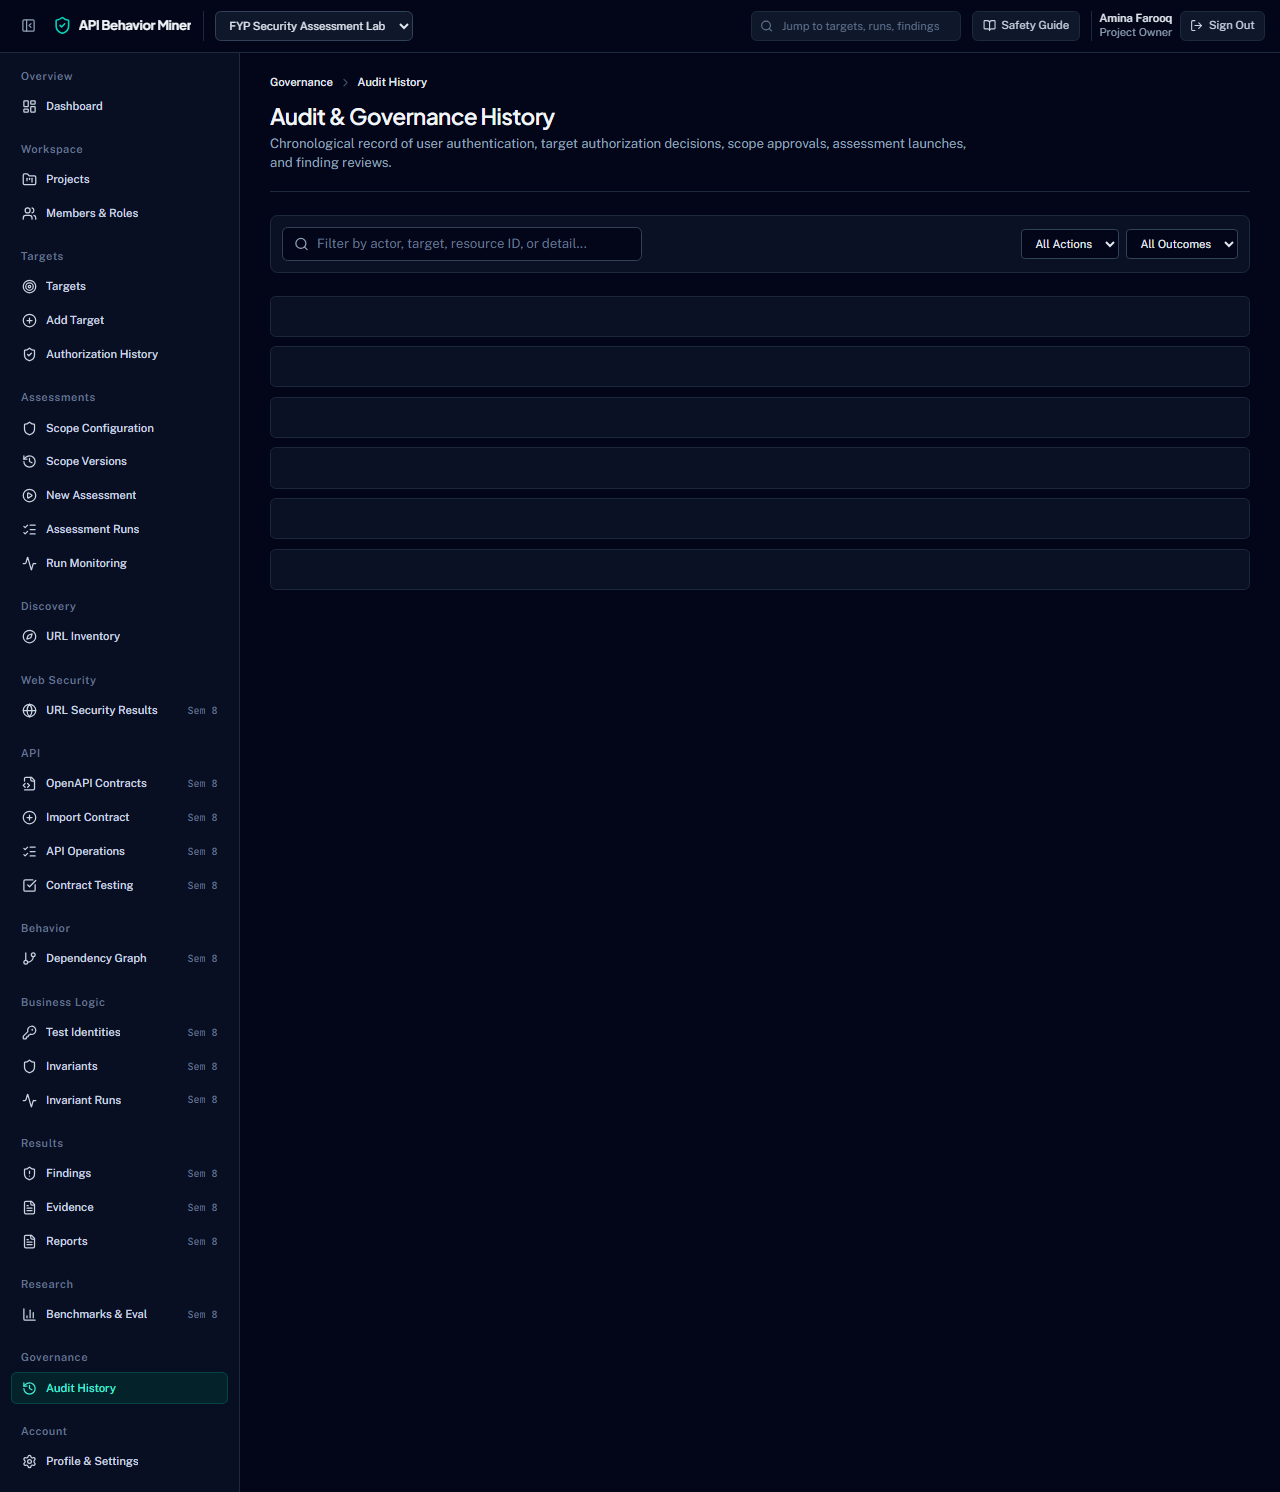 API Behavior Miner
FYP Security Assessment Lab
Jump to targets, runs, findings
Safety Guide
Amina Farooq
Project Owner
Sign Out
Overview
Dashboard
Workspace
Projects
Members & Roles
Targets
Targets
Add Target
Authorization History
Assessments
Scope Configuration
Scope Versions
New Assessment
Assessment Runs
Run Monitoring
Discovery
URL Inventory
Web Security
URL Security Results Sem 8
API
OpenAPI Contracts Sem 8
Import Contract Sem 8
API Operations Sem 8
Contract Testing Sem 8
Behavior
Dependency Graph Sem 8
Business Logic
Test Identities Sem 8
Invariants Sem 8
Invariant Runs Sem 8
Results
Findings Sem 8
Evidence Sem 8
Reports Sem 8
Research
Benchmarks & Eval Sem 8
Governance
Audit History
Account
Profile & Settings
Governance > Audit History
Audit & Governance History
Chronological record of user authentication, target authorization decisions, scope approvals, assessment launches,
and finding reviews.
Filter by actor, target, resource ID, or detail...
All Actions
All Outcomes